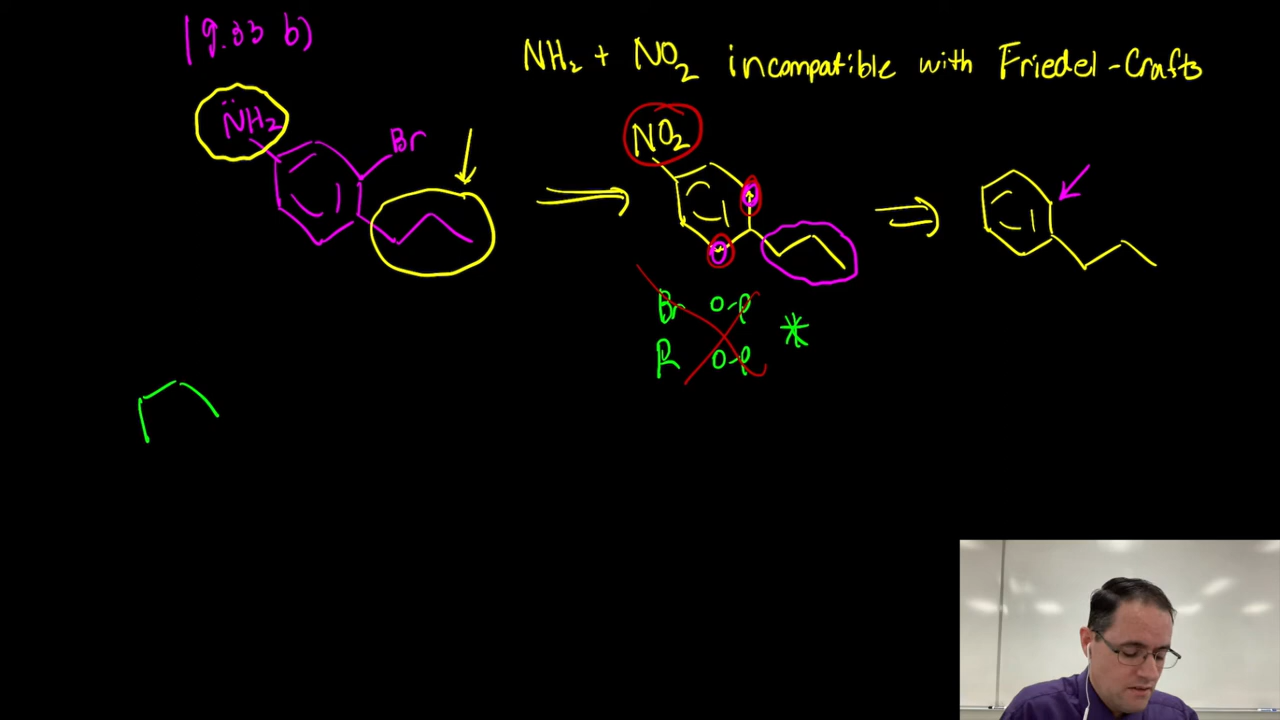 19.33 b)
NH2 + NO2 incompatible with Friedel-Crafts
NH2
Br
NO2
Br o-p
R o-p
*